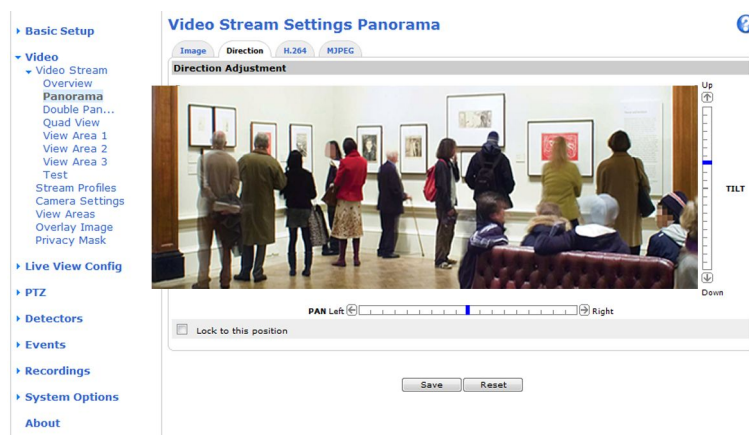 Basic Setup
Video
Video Stream
Overview
Panorama
Double Pan...
Quad View
View Area 1
View Area 2
View Area 3
Test
Stream Profiles
Camera Settings
View Areas
Overlay Image
Privacy Mask
Live View Config
PTZ
Detectors
Events
Recordings
System Options
About
Video Stream Settings Panorama
?
Image Direction H.264 MJPEG
Direction Adjustment
Up
TILT
Down
PAN Left Right
Lock to this position
Save Reset